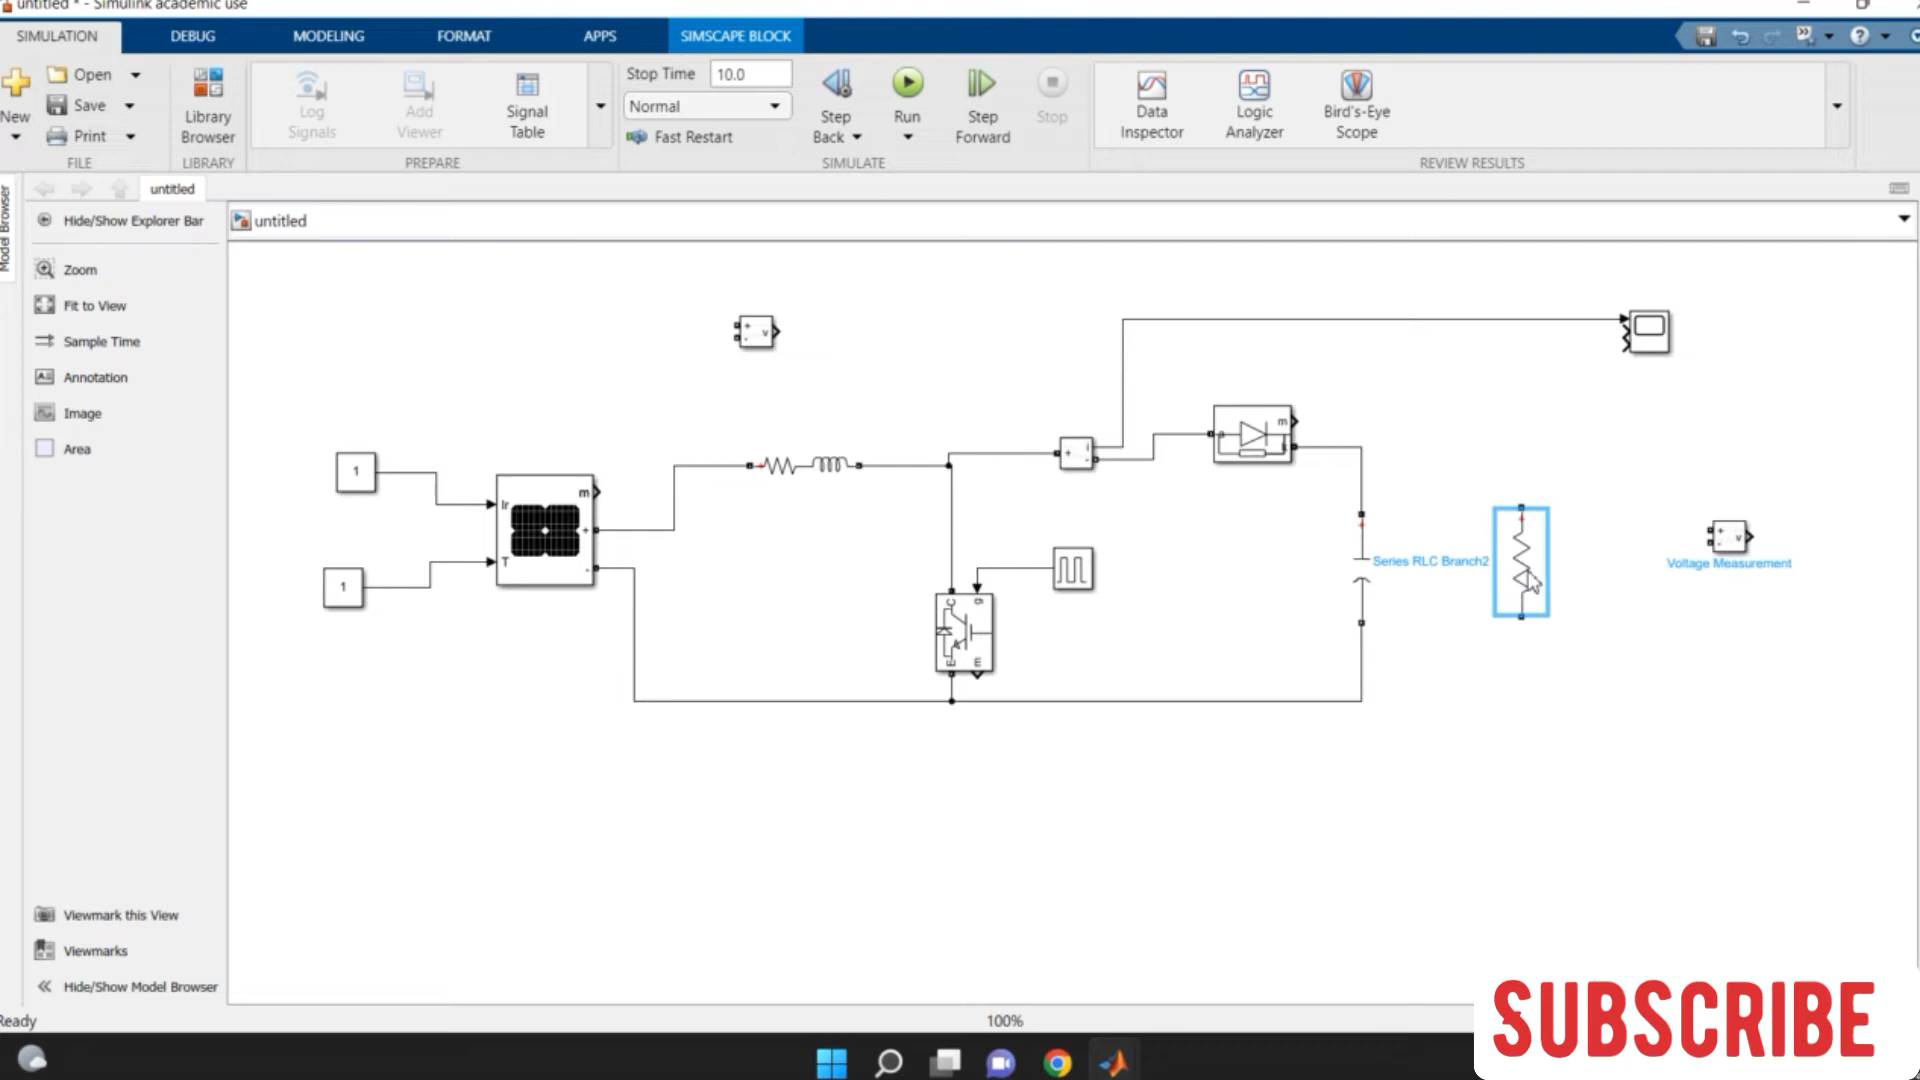 untitled * - Simulink academic use
SIMULATION
DEBUG
MODELING
FORMAT
APPS
SIMSCAPE BLOCK
New
Open
Save
Print
FILE
Library
Browser
LIBRARY
Log
Signals
Add
Viewer
Signal
Table
PREPARE
Stop Time 10.0
Normal
Fast Restart
Step
Back
Run
Step
Forward
Stop
SIMULATE
Data
Inspector
Logic
Analyzer
Bird's-Eye
Scope
REVIEW RESULTS
Model Browser
untitled
Hide/Show Explorer Bar
untitled
Zoom
Fit to View
Sample Time
Annotation
Image
Area
+
-
v
1
1
Ir
T
m
+
-
+
i
-
a
m
k
g
C
E
m
Series RLC Branch2
+
-
v
Voltage Measurement
Viewmark this View
Viewmarks
Hide/Show Model Browser
Ready
100%
SUBSCRIBE